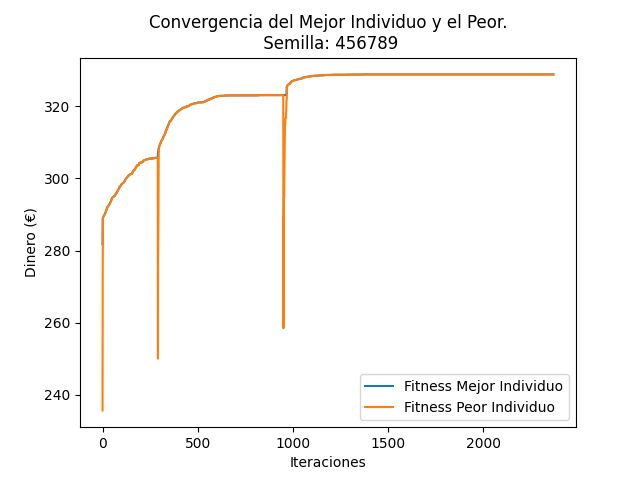 Convergencia del Mejor Individuo y el Peor.
Semilla: 456789
Dinero (€)
320
300
280
260
240
Fitness Mejor Individuo
Fitness Peor Individuo
0 500 1000 1500 2000
Iteraciones